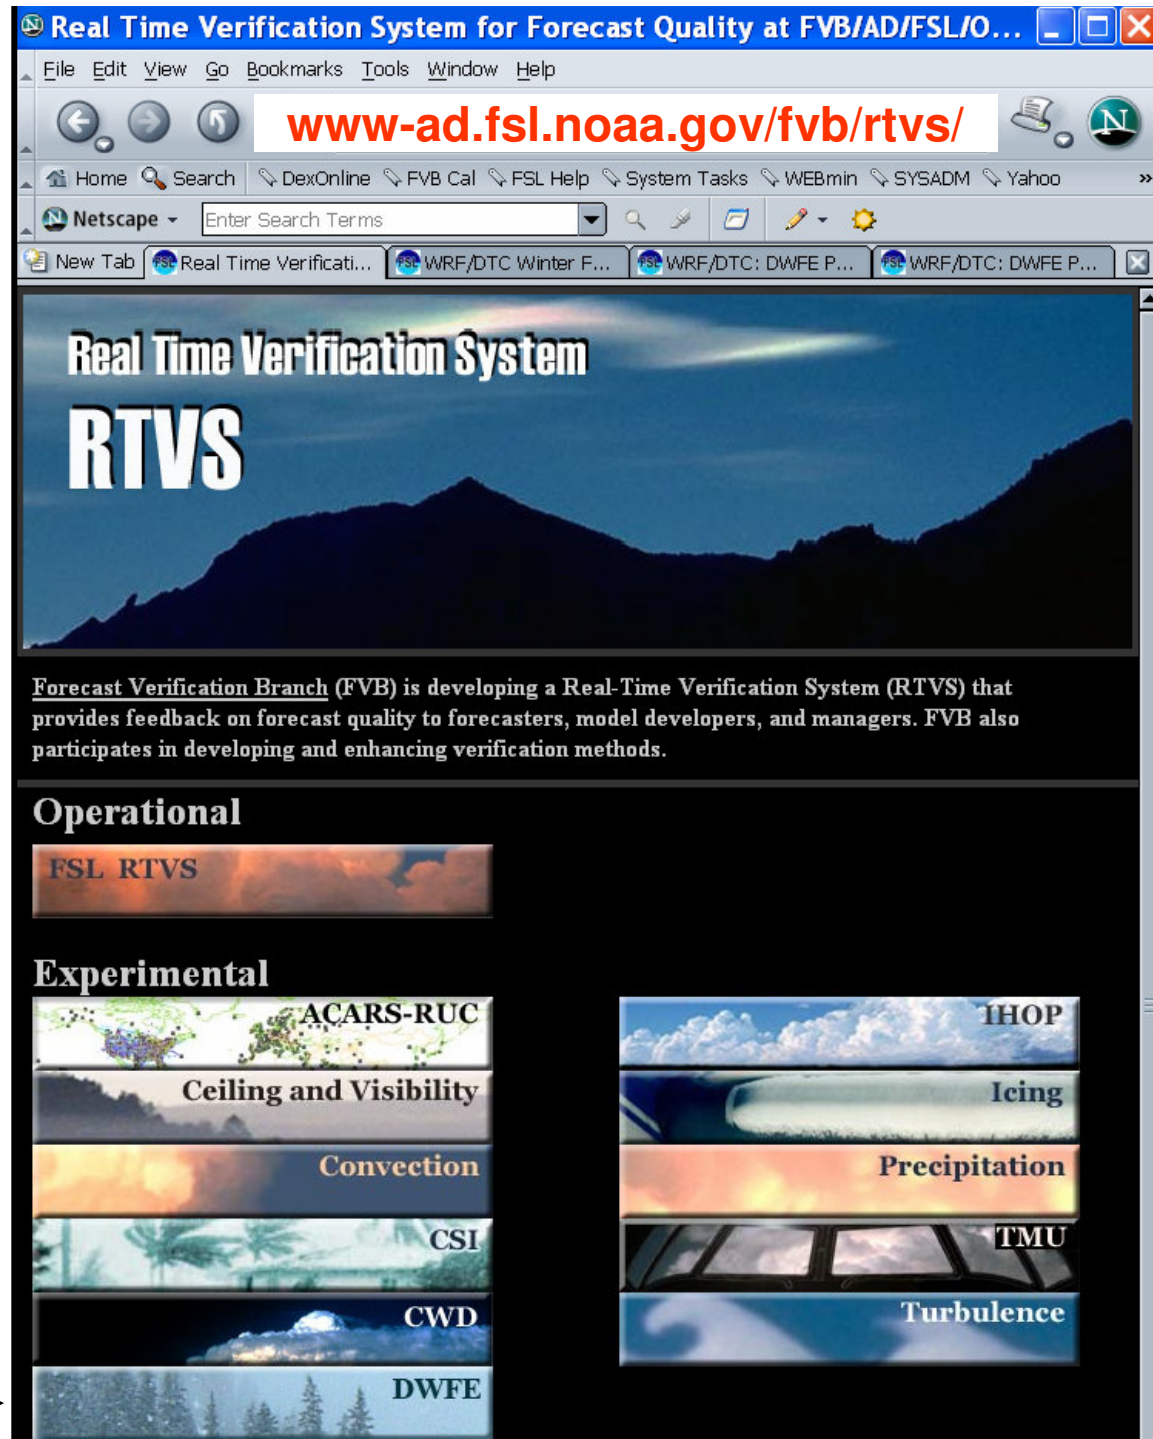 Real Time Verification System for Forecast Quality at FVB/AD/FSL/O...
File Edit View Go Bookmarks Tools Window Help
www-ad.fsl.noaa.gov/fvb/rtvs/
N
Home Search DexOnline FVB Cal FSL Help System Tasks WEBmin SYSADM Yahoo »
Netscape Enter Search Terms
New Tab FSL Real Time Verificati... FSL WRF/DTC Winter F... FSL WRF/DTC: DWFE P... FSL WRF/DTC: DWFE P...
Real Time Verification System
RTVS
Forecast Verification Branch (FVB) is developing a Real-Time Verification System (RTVS) that
provides feedback on forecast quality to forecasters, model developers, and managers. FVB also
participates in developing and enhancing verification methods.
Operational
FSL RTVS
Experimental
ACARS-RUC
IHOP
Ceiling and Visibility
Icing
Convection
Precipitation
CSI
TMU
CWD
Turbulence
DWFE